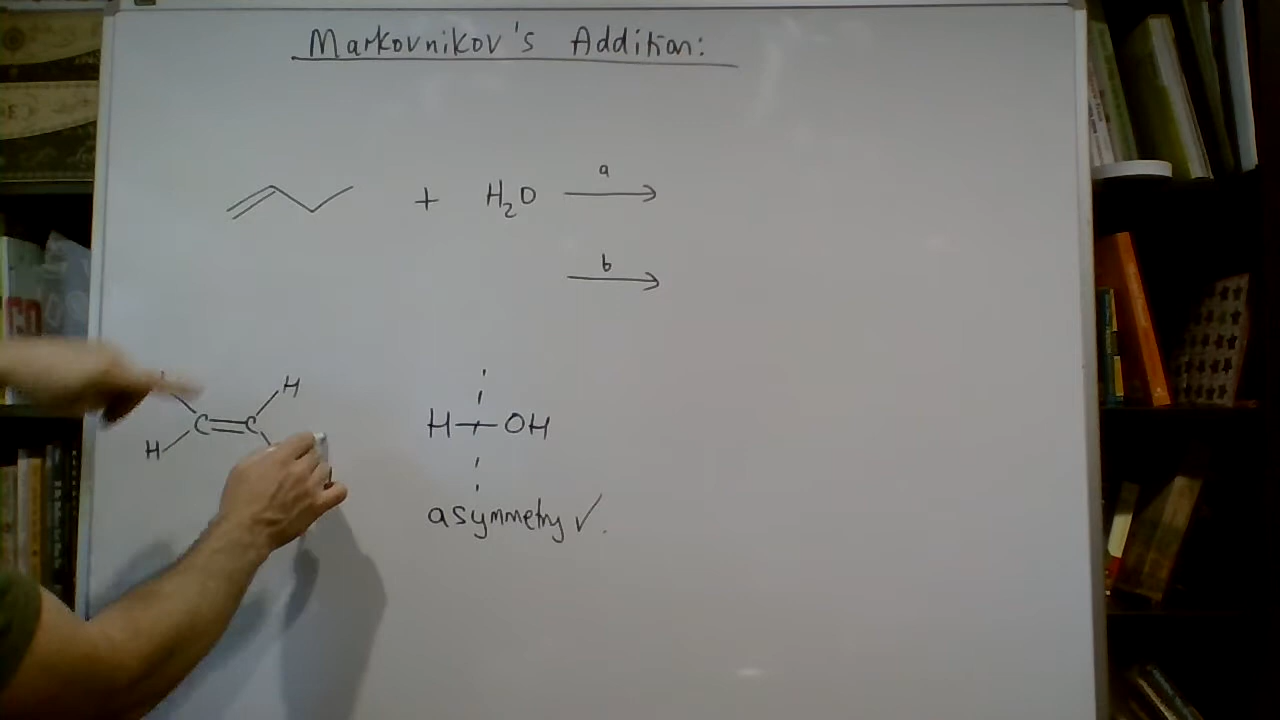 Markovnikov's Addition:
+ H₂O a
b
H
C=C
H
H-OH
asymmetry ✓.